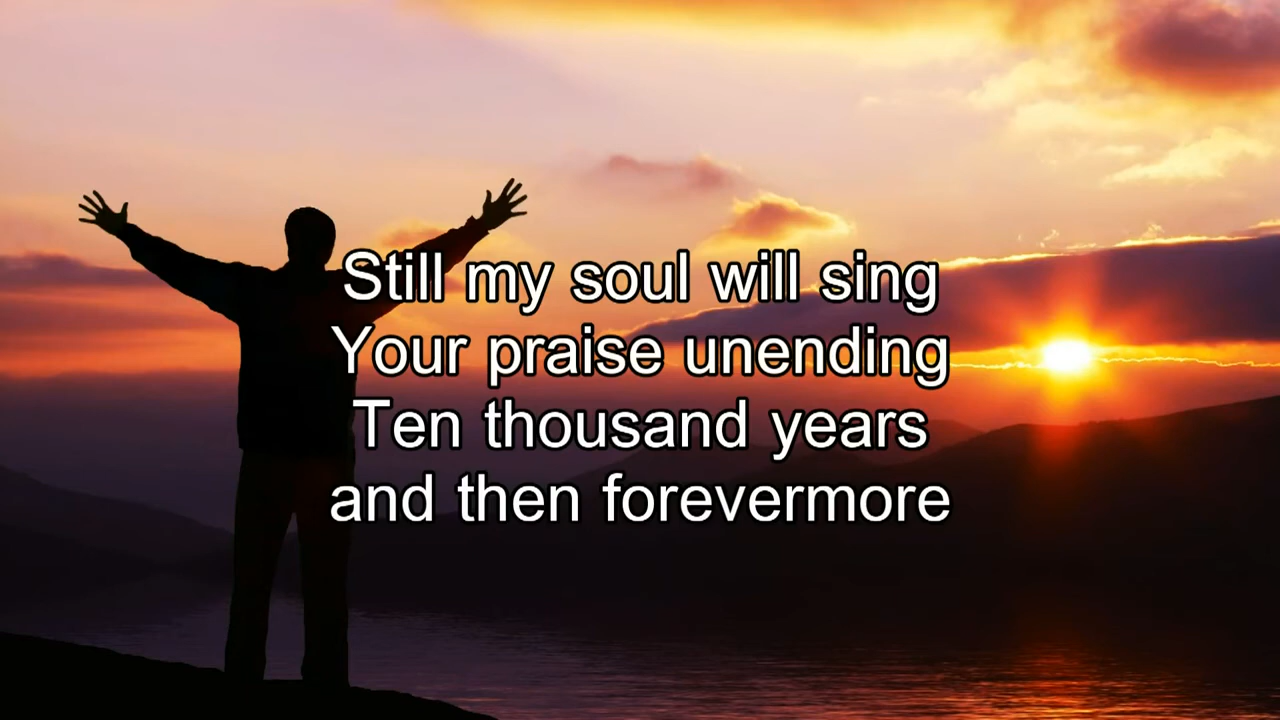 Still my soul will sing
Your praise unending
Ten thousand years
and then forevermore